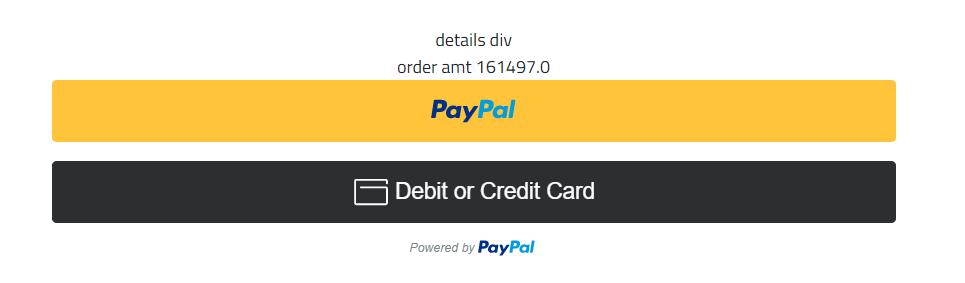 details div
order amt 161497.0
PayPal
Debit or Credit Card
Powered by PayPal